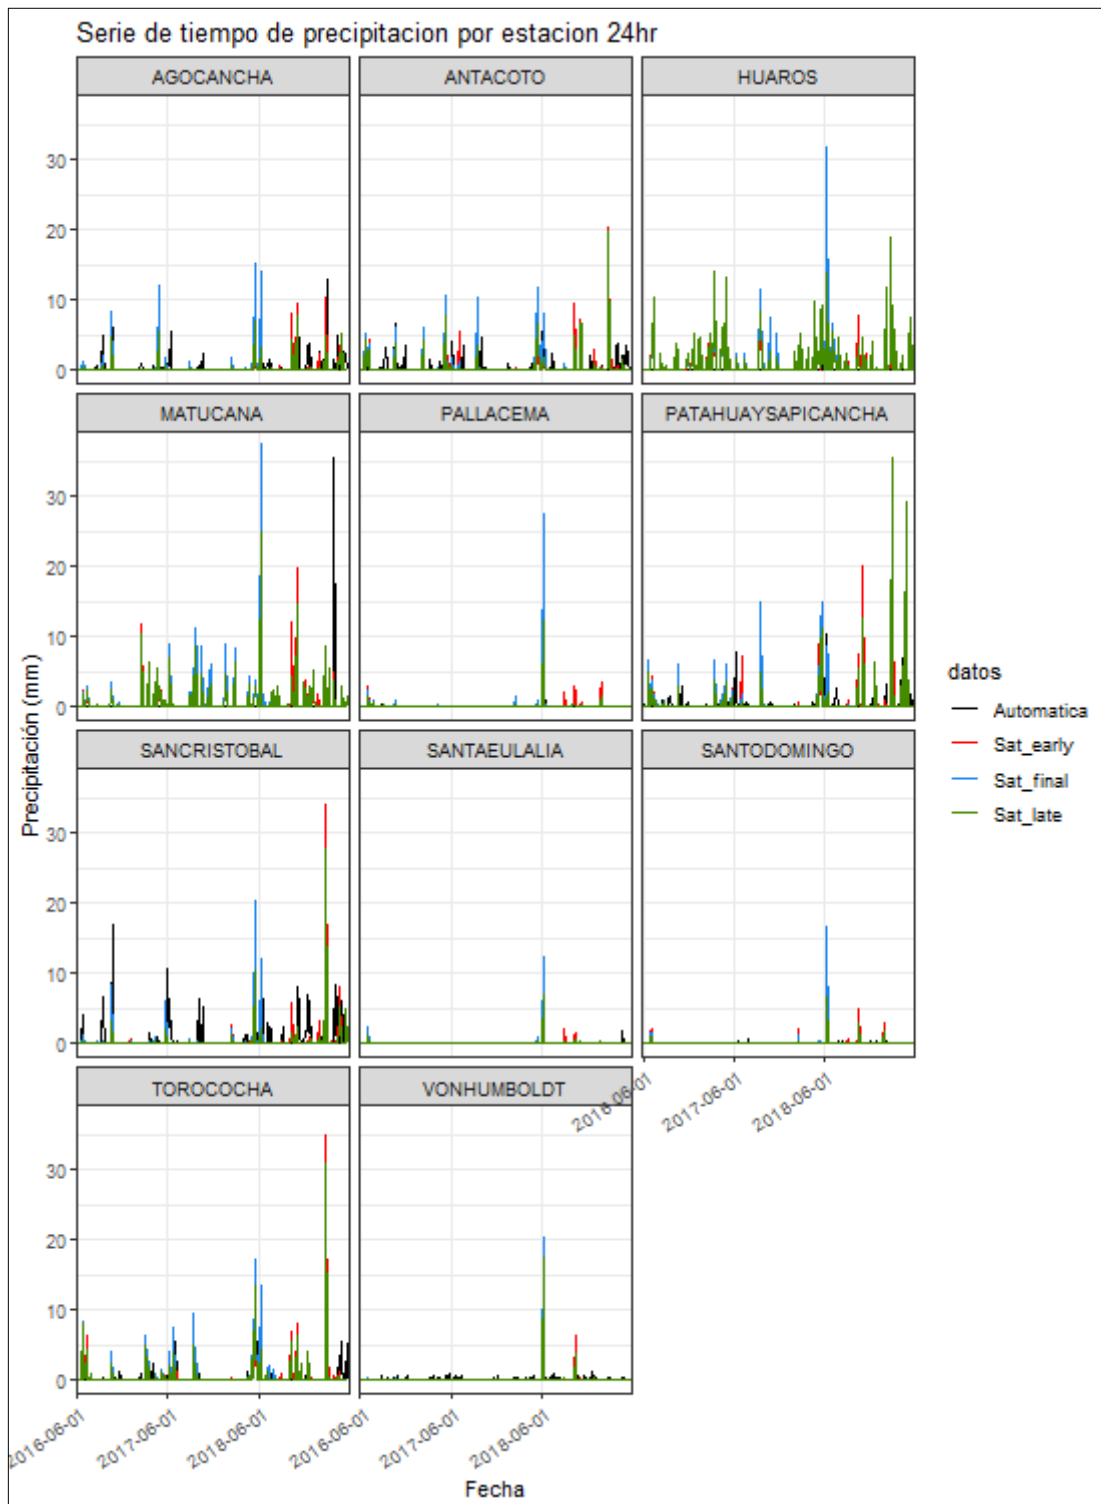 Serie de tiempo de precipitacion por estacion 24hr
AGOCANCHA
ANTACOTO
HUAROS
30
20
10
0
MATUCANA
PALLACEMA
PATAHUAYSAPICANCHA
30
20
10
0
SANCRISTOBAL
SANTAEULALIA
SANTODOMINGO
30
20
10
0
2016-06-01
2017-06-01
2018-06-01
TOROCOCHA
VONHUMBOLDT
30
20
10
0
2016-06-01
2017-06-01
2018-06-01
2016-06-01
2017-06-01
2018-06-01
Precipitación (mm)
Fecha
datos
Automatica
Sat_early
Sat_final
Sat_late